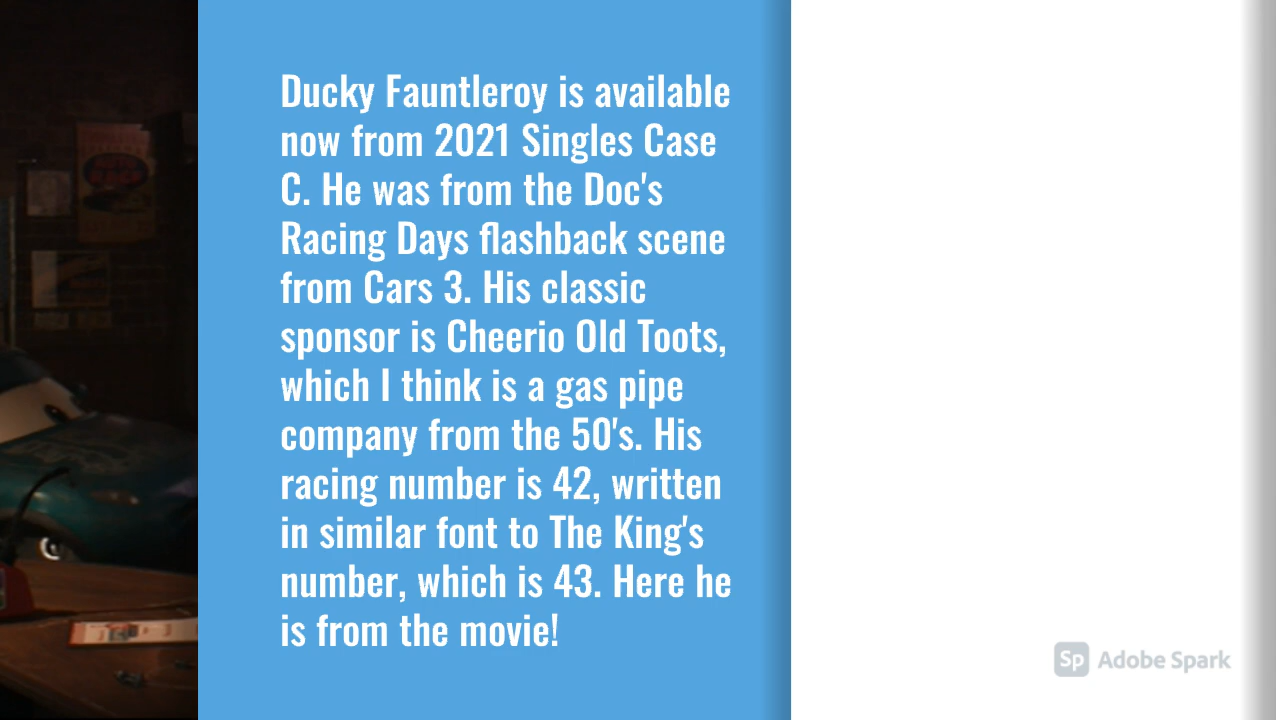 Ducky Fauntleroy is available
now from 2021 Singles Case
C. He was from the Doc's
Racing Days flashback scene
from Cars 3. His classic
sponsor is Cheerio Old Toots,
which I think is a gas pipe
company from the 50's. His
racing number is 42, written
in similar font to The King's
number, which is 43. Here he
is from the movie!
Sp Adobe Spark